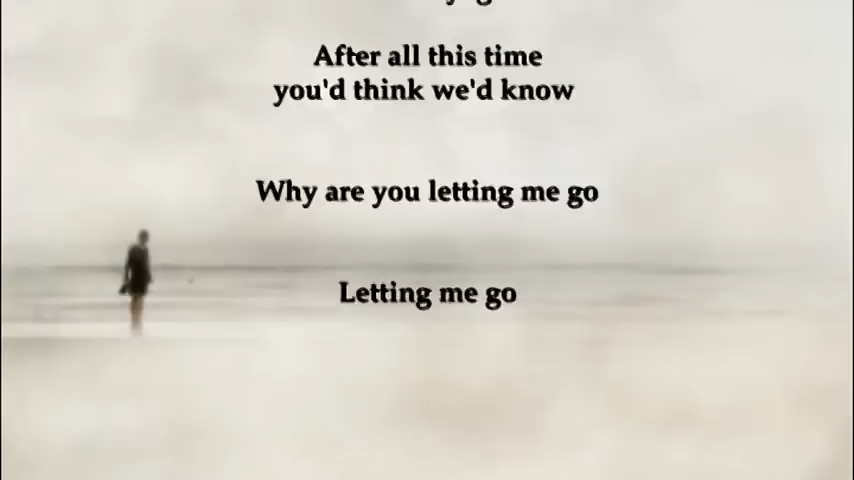 After all this time
you'd think we'd know
Why are you letting me go
Letting me go